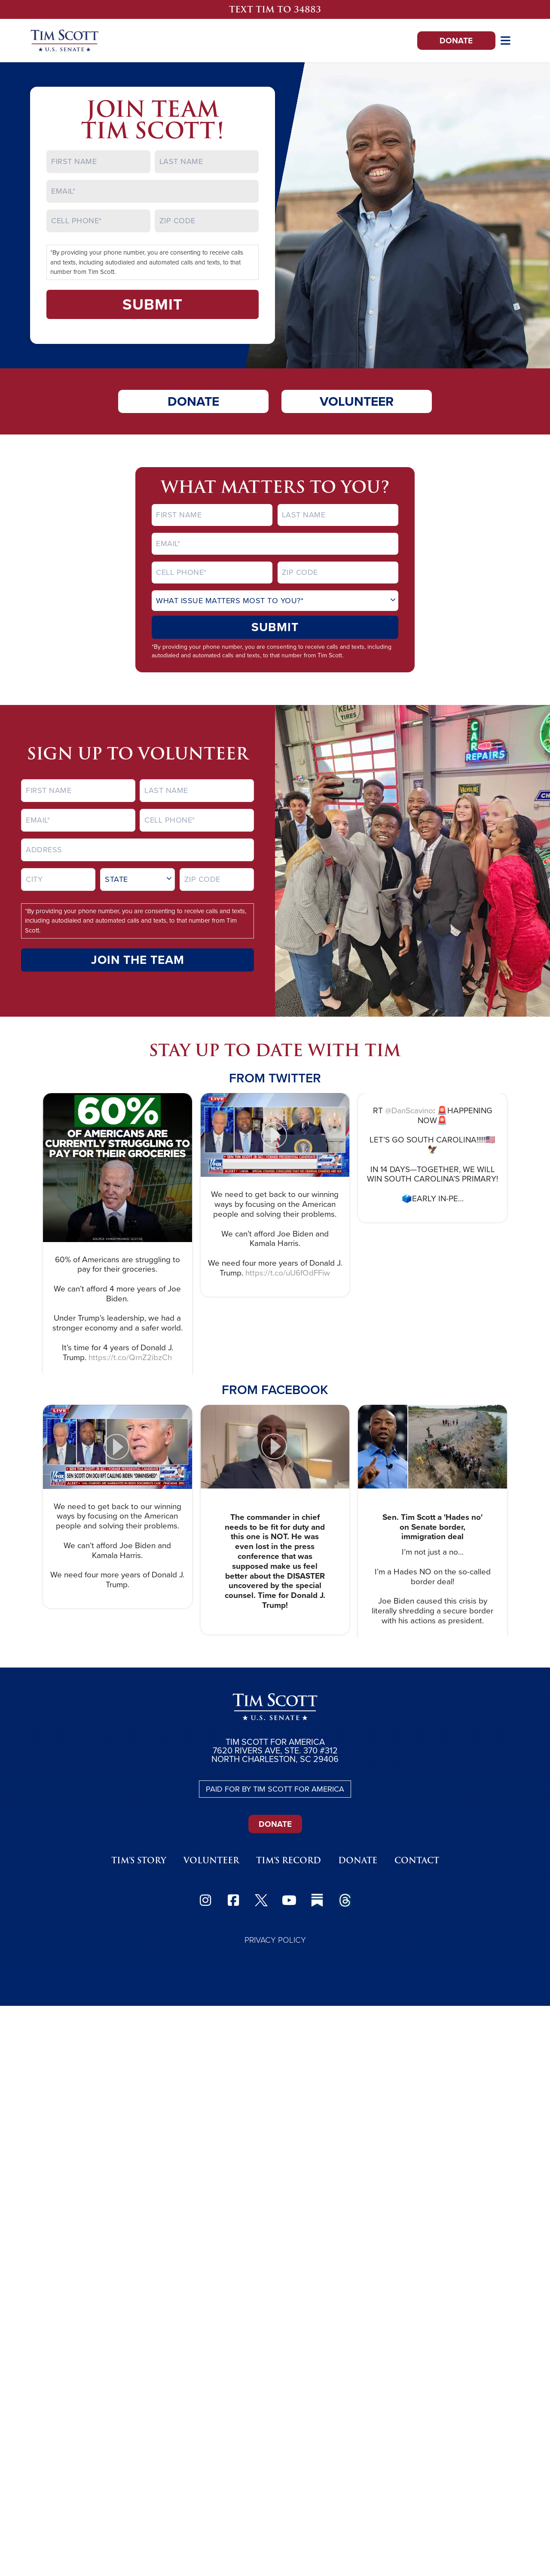 TEXT TIM TO 34883
TIM SCOTT
U.S. SENATE
DONATE
JOIN TEAM
TIM SCOTT!
FIRST NAME
LAST NAME
EMAIL*
CELL PHONE*
ZIP CODE
*By providing your phone number, you are consenting to receive calls
and texts, including autodialed and automated calls and texts, to that
number from Tim Scott.
SUBMIT
DONATE
VOLUNTEER
WHAT MATTERS TO YOU?
FIRST NAME
LAST NAME
EMAIL*
CELL PHONE*
ZIP CODE
WHAT ISSUE MATTERS MOST TO YOU?*
SUBMIT
*By providing your phone number, you are consenting to receive calls and texts, including
autodialed and automated calls and texts, to that number from Tim Scott.
SIGN UP TO VOLUNTEER
FIRST NAME
LAST NAME
EMAIL*
CELL PHONE*
ADDRESS
CITY
STATE
ZIP CODE
*By providing your phone number, you are consenting to receive calls and texts,
including autodialed and automated calls and texts, to that number from Tim
Scott.
JOIN THE TEAM
KELLY
TIRES
CAR
REPAIRS
VALVOLINE
STAY UP TO DATE WITH TIM
FROM TWITTER
60%
OF AMERICANS ARE
CURRENTLY STRUGGLING TO
PAY FOR THEIR GROCERIES
60% of Americans are struggling to
pay for their groceries.
We can't afford 4 more years of Joe
Biden.
Under Trump's leadership, we had a
stronger economy and a safer world.
It's time for 4 years of Donald J.
Trump. https://t.co/QrnZ2ibzCh
LIVE
FOX
NEWS
We need to get back to our winning
ways by focusing on the American
people and solving their problems.
We can't afford Joe Biden and
Kamala Harris.
We need four more years of Donald J.
Trump. https://t.co/uU6fOdFFiw
RT @DanScavino: 🚨HAPPENING
NOW🚨
LET'S GO SOUTH CAROLINA!!!!🇺🇸
🦅
IN 14 DAYS—TOGETHER, WE WILL
WIN SOUTH CAROLINA'S PRIMARY!
🗳️EARLY IN-PE...
FROM FACEBOOK
LIVE
FOX
NEWS
SEN SCOTT ON DOJ RPT CALLING BIDEN "DIMINISHED"
We need to get back to our winning
ways by focusing on the American
people and solving their problems.
We can't afford Joe Biden and
Kamala Harris.
We need four more years of Donald J.
Trump.
The commander in chief
needs to be fit for duty and
this one is NOT. He was
even lost in the press
conference that was
supposed make us feel
better about the DISASTER
uncovered by the special
counsel. Time for Donald J.
Trump!
Sen. Tim Scott a 'Hades no'
on Senate border,
immigration deal
I'm not just a no...
I'm a Hades NO on the so-called
border deal!
Joe Biden caused this crisis by
literally shredding a secure border
with his actions as president.
TIM SCOTT
U.S. SENATE
TIM SCOTT FOR AMERICA
7620 RIVERS AVE, STE. 370 #312
NORTH CHARLESTON, SC 29406
PAID FOR BY TIM SCOTT FOR AMERICA
DONATE
TIM'S STORY
VOLUNTEER
TIM'S RECORD
DONATE
CONTACT
PRIVACY POLICY